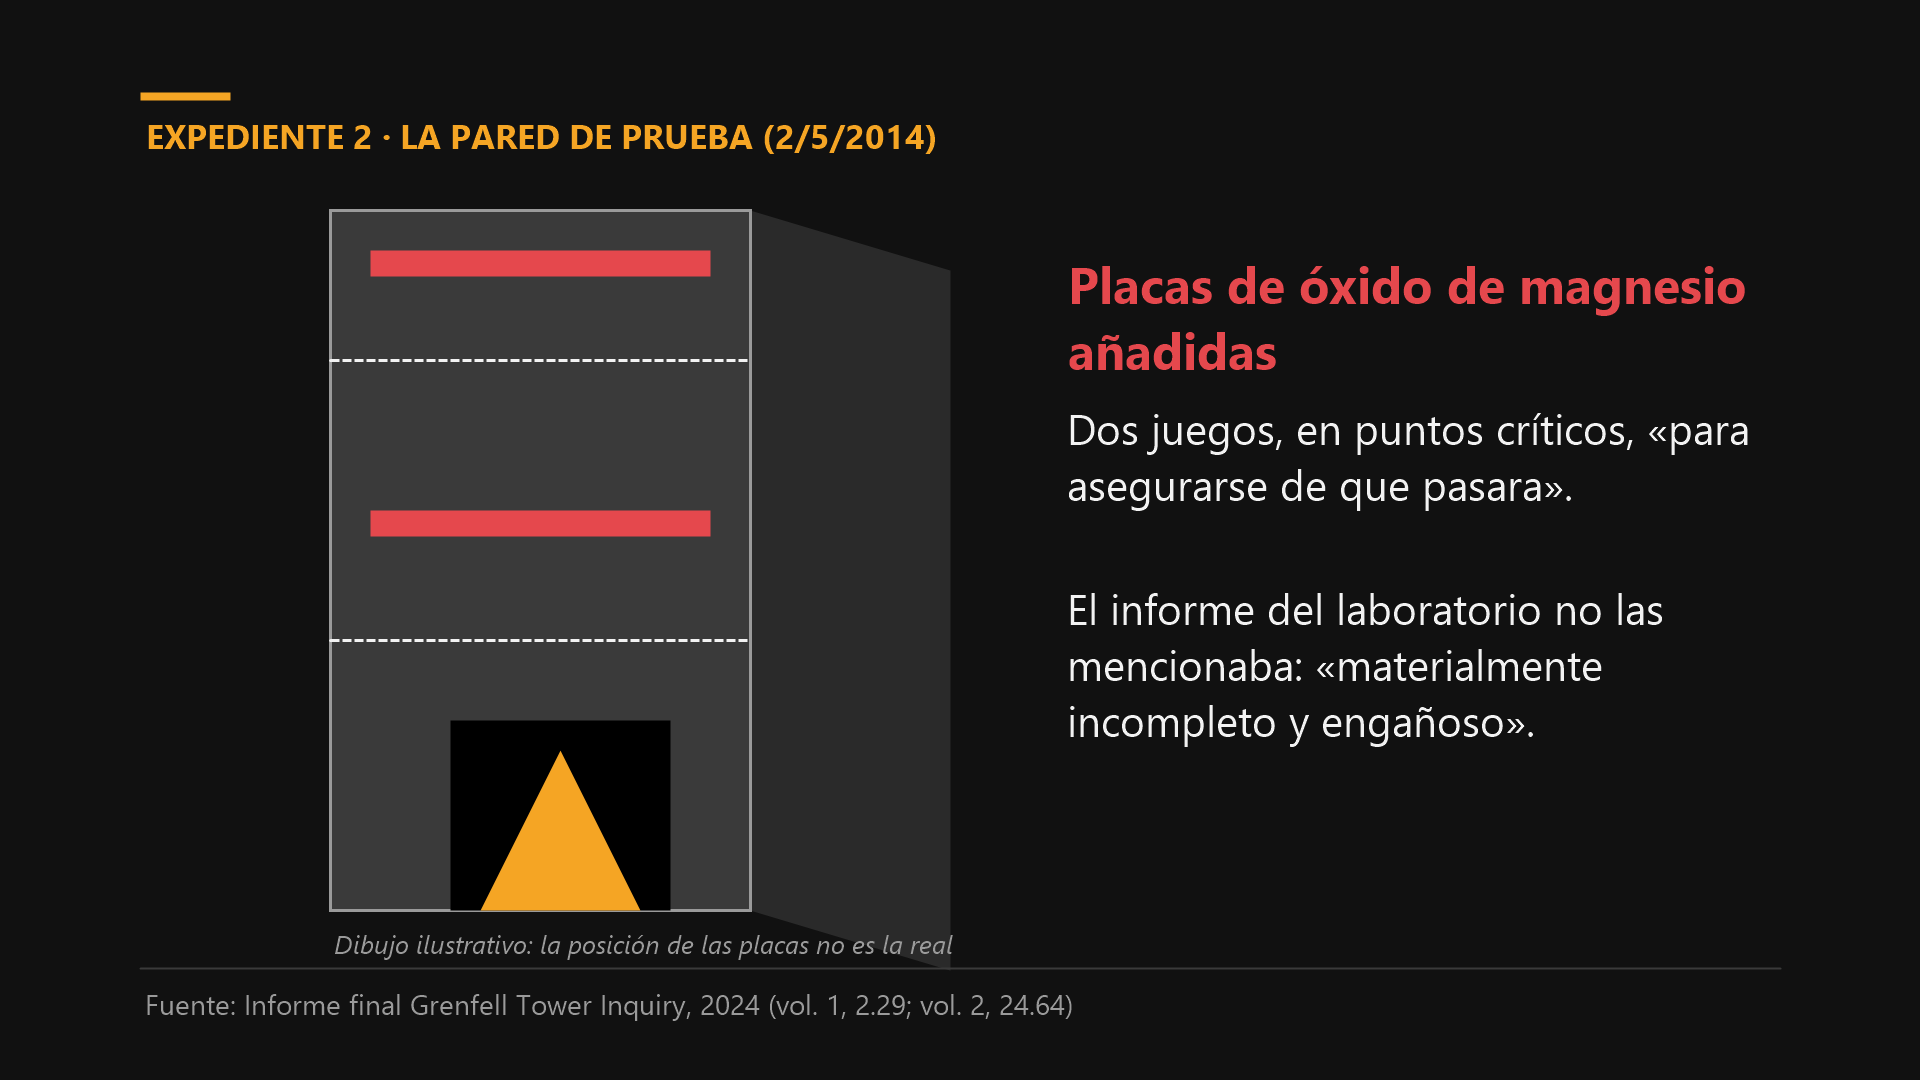 EXPEDIENTE 2 · LA PARED DE PRUEBA (2/5/2014)
Placas de óxido de magnesio
añadidas
Dos juegos, en puntos críticos, «para
asegurarse de que pasara».
El informe del laboratorio no las
mencionaba: «materialmente
incompleto y engañoso».
Dibujo ilustrativo: la posición de las placas no es la real
Fuente: Informe final Grenfell Tower Inquiry, 2024 (vol. 1, 2.29; vol. 2, 24.64)